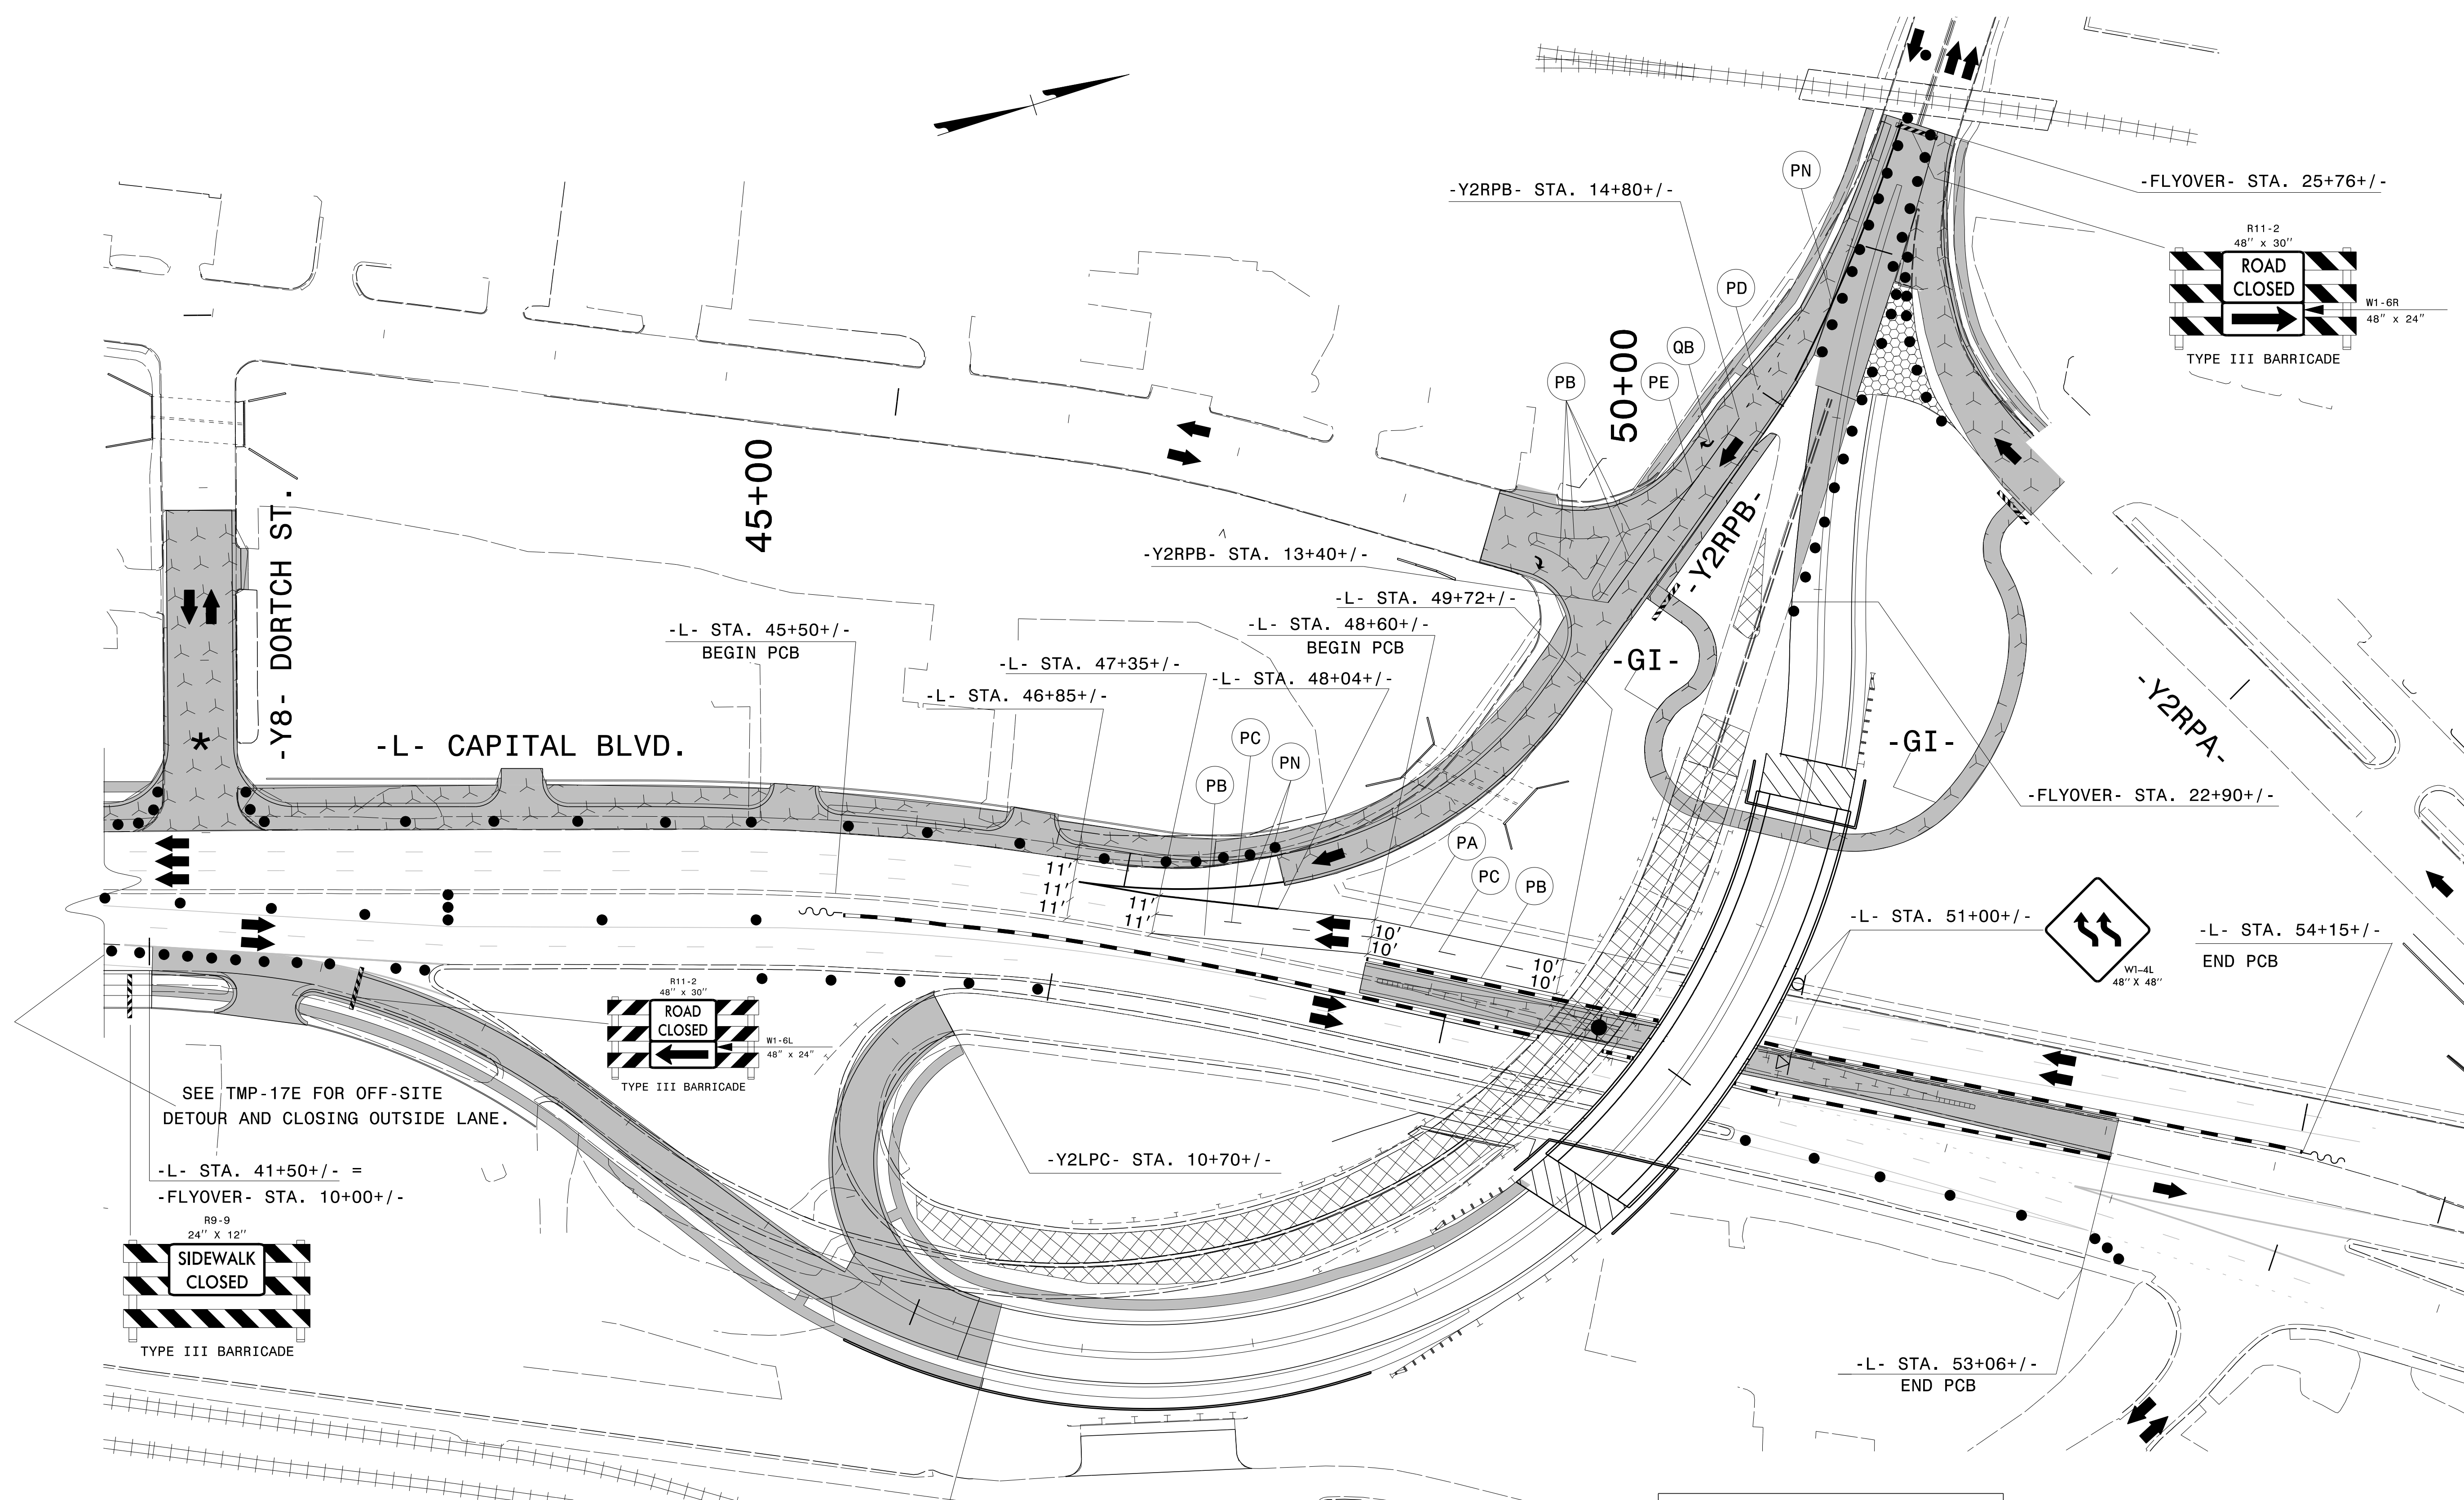 -Y2RPB- STA. 14+80+/-
PN
-FLYOVER- STA. 25+76+/-
R11-2
48" x 30"
ROAD
CLOSED
W1-6R
48" x 24"
TYPE III BARRICADE
PD
QB
PB
PE
50+00
45+00
-Y8- DORTCH ST.
-Y2RPB-
-Y2RPB- STA. 13+40+/-
-L- STA. 49+72+/-
-L- STA. 45+50+/-
BEGIN PCB
-L- STA. 48+60+/-
BEGIN PCB
-L- STA. 47+35+/-
-L- STA. 48+04+/-
-L- STA. 46+85+/-
-GI-
-GI-
-Y2RPA-
*
-L- CAPITAL BLVD.
PC
PN
PB
-FLYOVER- STA. 22+90+/-
PA
PC
PB
11'
11'
11'
11'
11'
10'
10'
10'
10'
-L- STA. 51+00+/-
W1-4L
48" X 48"
-L- STA. 54+15+/-
END PCB
R11-2
48" x 30"
ROAD
CLOSED
W1-6L
48" x 24"
TYPE III BARRICADE
SEE TMP-17E FOR OFF-SITE
DETOUR AND CLOSING OUTSIDE LANE.
-L- STA. 41+50+/- =
-FLYOVER- STA. 10+00+/-
-Y2LPC- STA. 10+70+/-
R9-9
24" X 12"
SIDEWALK
CLOSED
TYPE III BARRICADE
-L- STA. 53+06+/-
END PCB